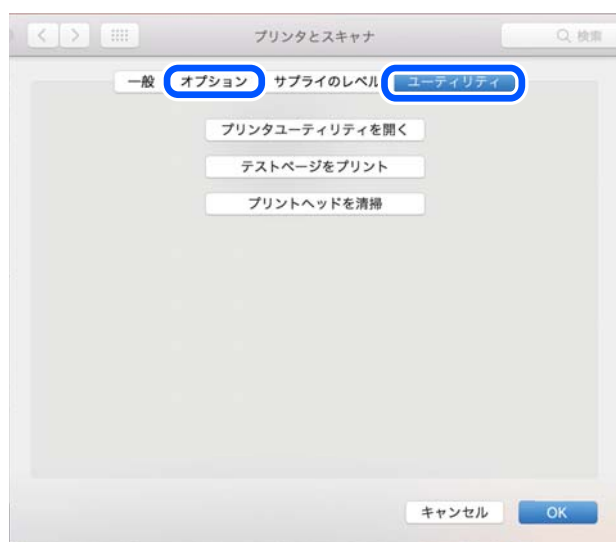 プリンタとスキャナ 検索
一般 オプション サプライのレベル ユーティリティ
プリンタユーティリティを開く
テストページをプリント
プリントヘッドを清掃
キャンセル OK